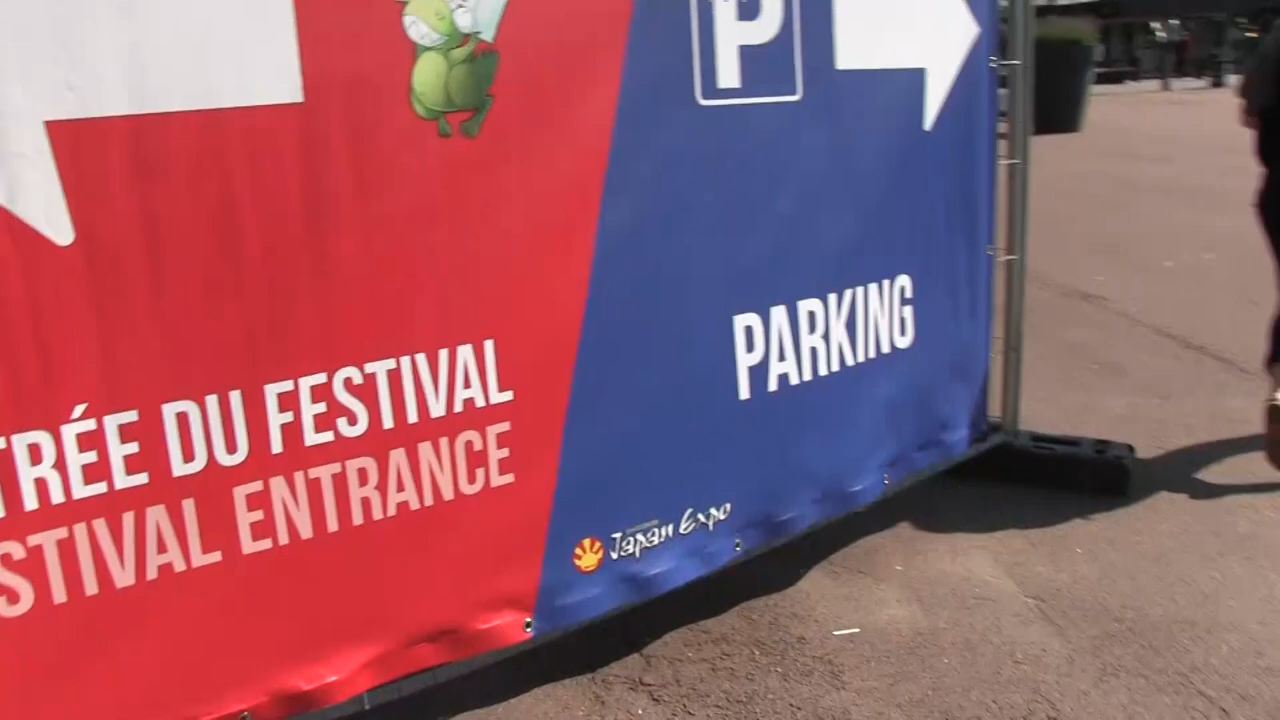 P
PARKING
TRÉE DU FESTIVAL
STIVAL ENTRANCE
Japan Expo